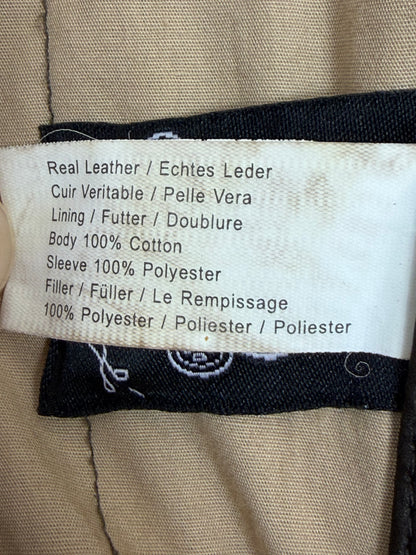 Real Leather / Echtes Leder
Cuir Veritable / Pelle Vera
Lining / Futter / Doublure
Body 100% Cotton
Sleeve 100% Polyester
Filler / Füller / Le Rempissage
100% Polyester / Poliester / Poliester